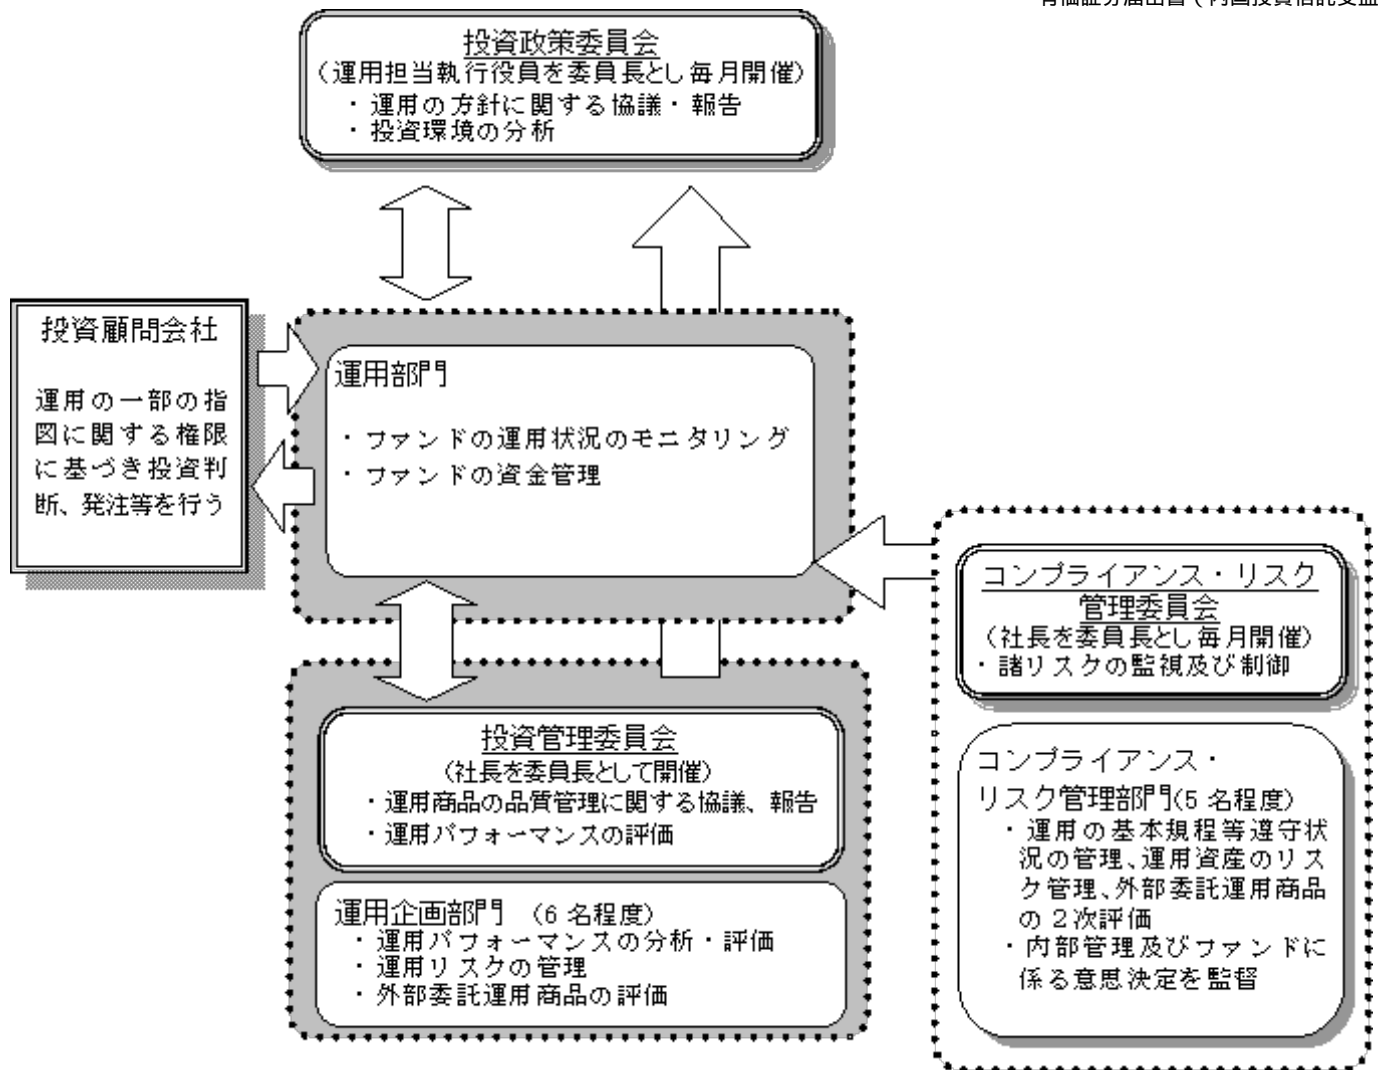 投資政策委員会
(運用担当執行役員を委員長とし毎月開催)
・運用の方針に関する協議・報告
・投資環境の分析
投資顧問会社
運用の一部の指
図に関する権限
に基づき投資判
断、発注等を行う
運用部門
・ファンドの運用状況のモニタリング
・ファンドの資金管理
コンプライアンス・リスク
管理委員会
(社長を委員長とし毎月開催)
・諸リスクの監視及び制御
投資管理委員会
(社長を委員長として開催)
・運用商品の品質管理に関する協議、報告
・運用パフォーマンスの評価
運用企画部門 (6名程度)
・運用パフォーマンスの分析・評価
・運用リスクの管理
・外部委託運用商品の評価
コンプライアンス・
リスク管理部門(5名程度)
・運用の基本規程等遵守状
況の管理、運用資産のリス
ク管理、外部委託運用商品
の2次評価
・内部管理及びファンドに
係る意思決定を監督